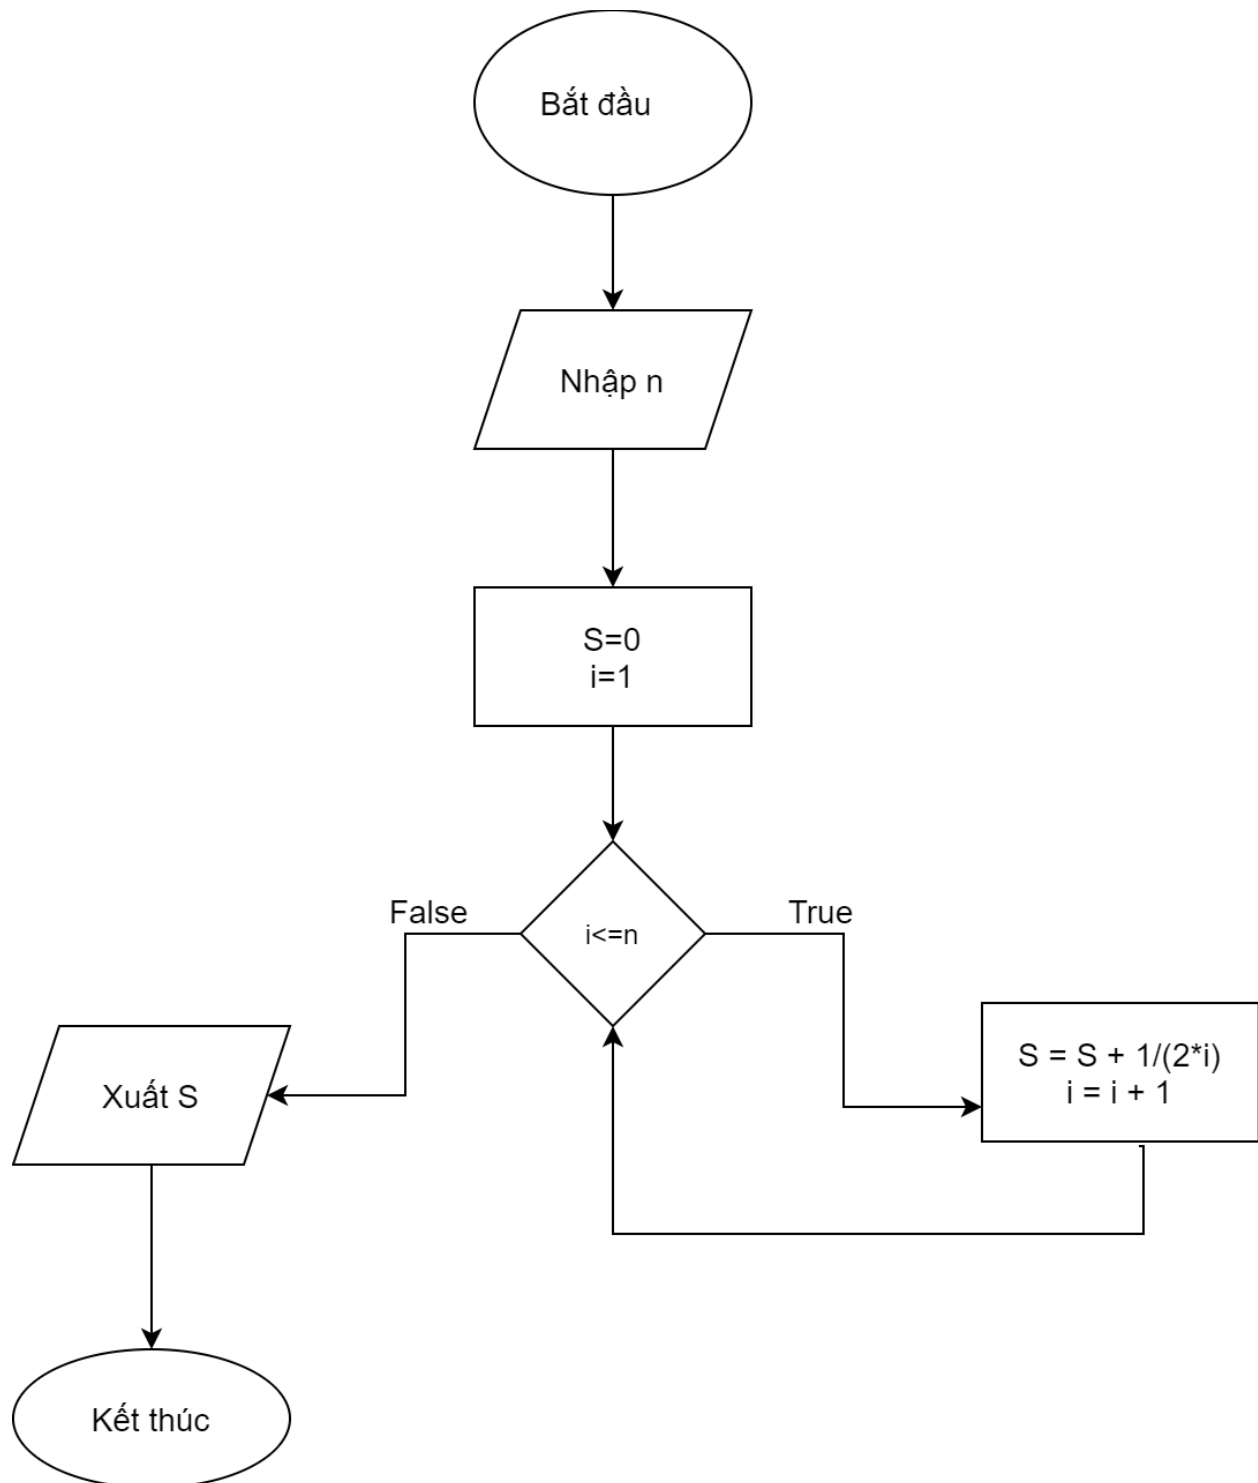 Bắt đầu
Nhập n
S=0
i=1
i<=n
False
True
S = S + 1/(2*i)
i = i + 1
Xuất S
Kết thúc